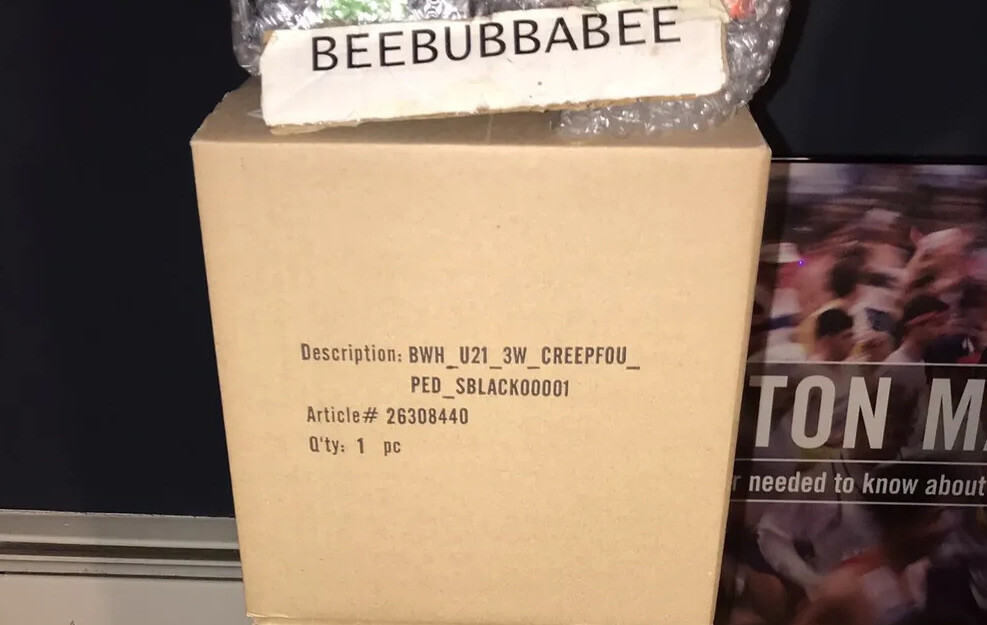 BEEBUBBABEE
Description: BWH_U21_3W_CREEPFOU_
PED_SBLACK00001
Article# 26308440
Q'ty: 1 pc
TON M
needed to know about